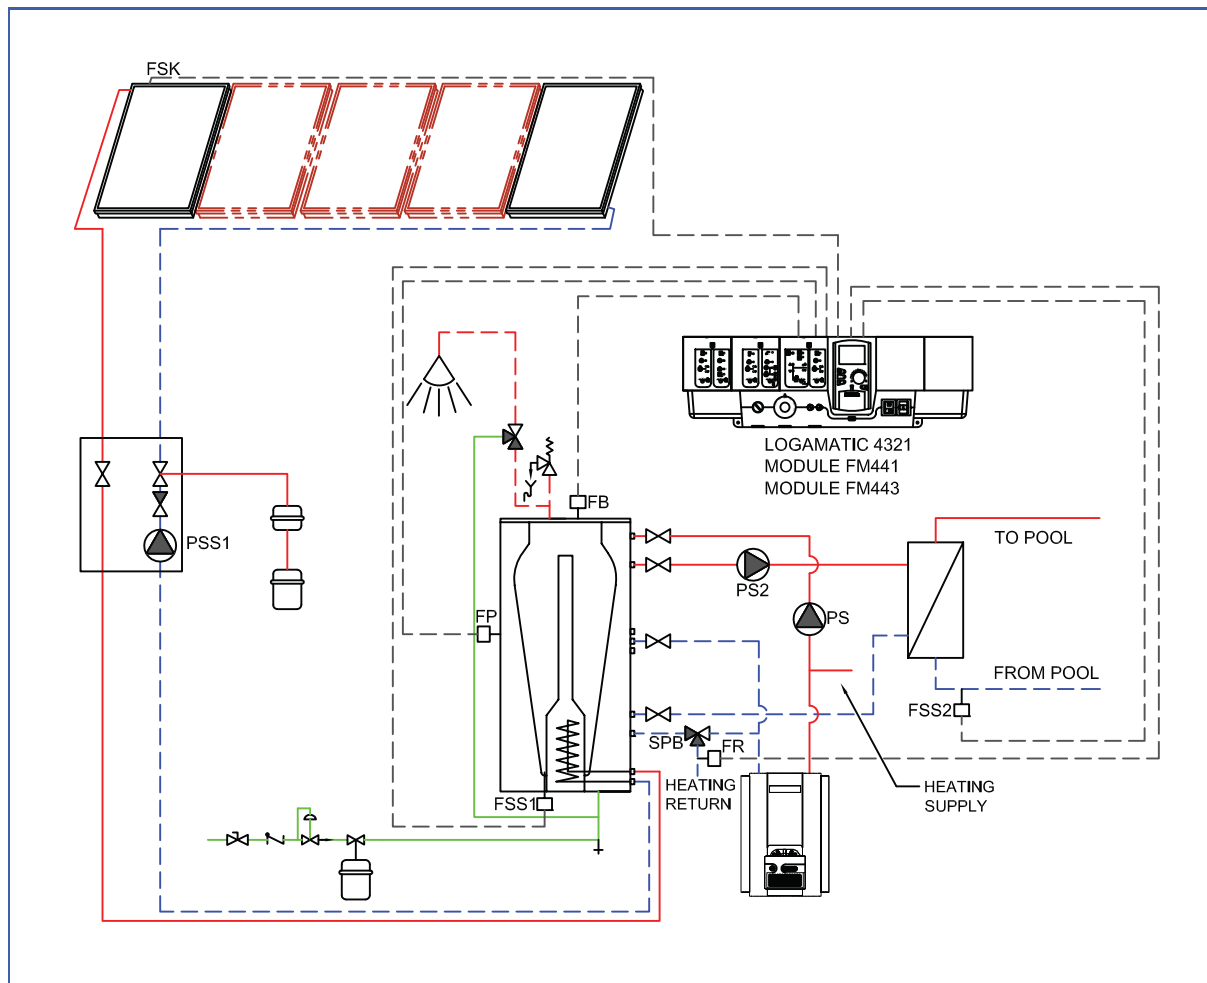 FSK
LOGAMATIC 4321
MODULE FM441
MODULE FM443
FB
PSS1
TO POOL
PS2
FP
PS
FROM POOL
FSS2
SPB
FR
HEATING
RETURN
HEATING
SUPPLY
FSS1